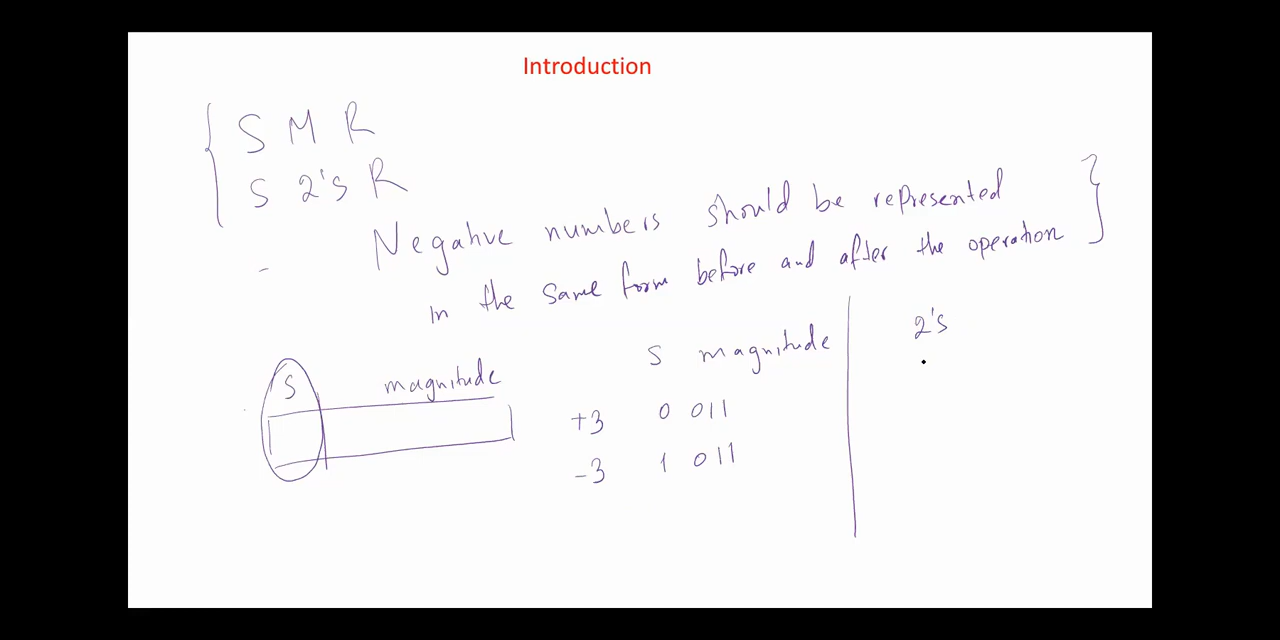 Introduction
S M R
S 2's R
Negative numbers should be represented
in the same form before and after the operation
S magnitude
S magnitude
2's
+3 0 011
-3 1 011